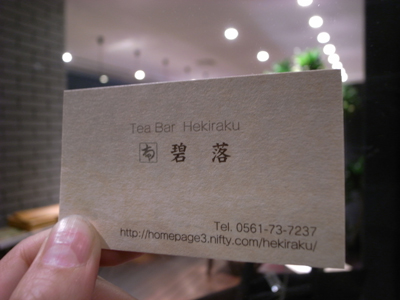 Tea Bar Hekiraku
碧 落
Tel. 0561-73-7237
http://homepage3.nifty.com/hekiraku/